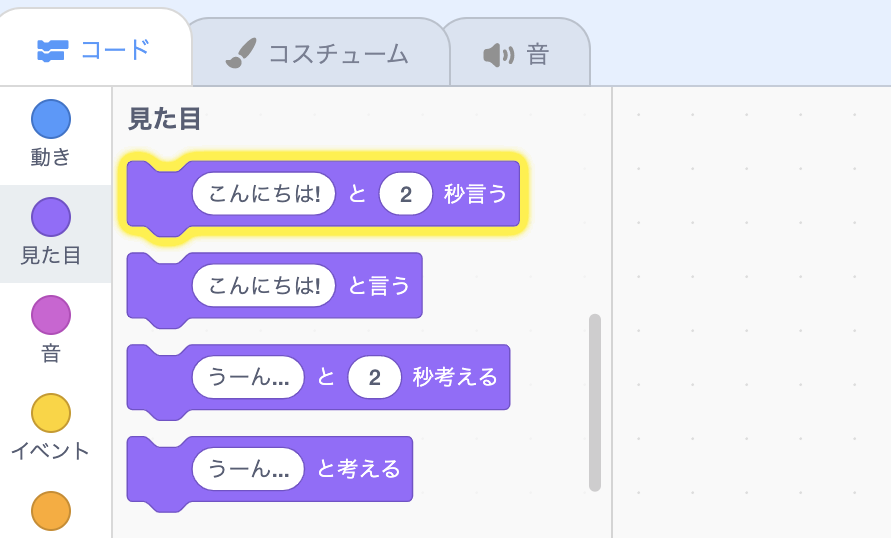 コード
コスチューム
音
動き
見た目
音
イベント
見た目
こんにちは! と 2 秒言う
こんにちは! と言う
うーん... と 2 秒考える
うーん... と考える